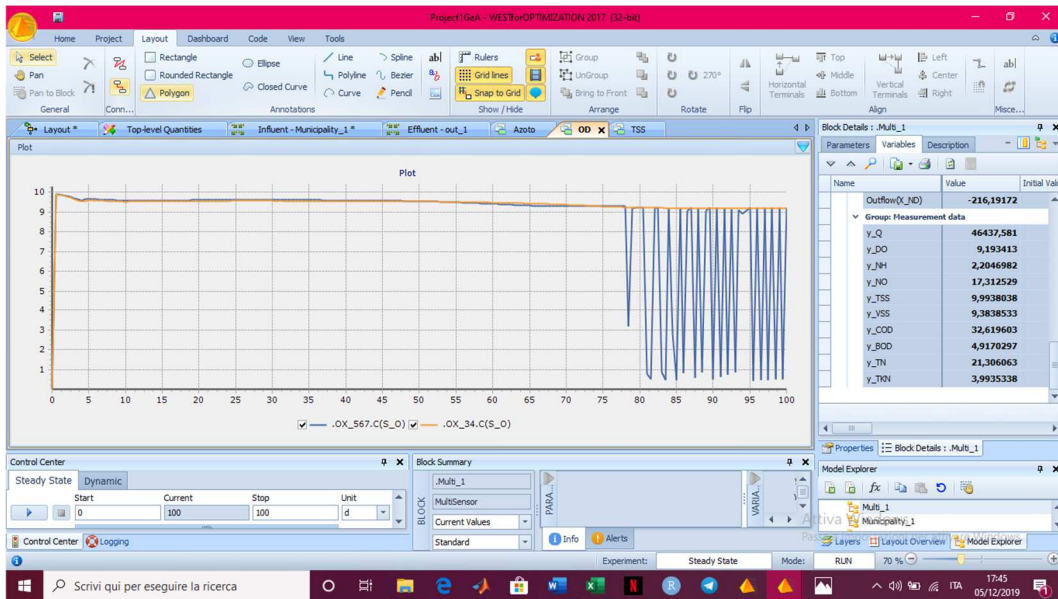 Project1GeA - WESTforOPTIMIZATION 2017 (32-bit)
Home Project Layout Dashboard Code View Tools
Select Rectangle Ellipse Line Spline abl Rulers Group Top Left
Pan Rounded Rectangle Polyline Bezier Grid lines UnGroup 270° Middle Center abl
Pan to Block Polygon Closed Curve Curve Pencil Snap to Grid Bring to Front Horizontal Terminals Bottom Vertical Terminals Right
General Conn... Annotations Show / Hide Arrange Rotate Flip Align Misce...
Layout * Top-level Quantities Influent - Municipality_1 * Effluent - out_1 Azoto OD TSS
Plot
Plot
10
9
8
7
6
5
4
3
2
1
0 5 10 15 20 25 30 35 40 45 50 55 60 65 70 75 80 85 90 95 100
.OX_567.C(S_O) .OX_34.C(S_O)
Block Details : .Multi_1
Parameters Variables Description
Name Value Initial Valu
Outflow(X_ND) -216,19172
Group: Measurement data
y_Q 46437,581
y_DO 9,193413
y_NH 2,2046982
y_NO 17,312529
y_TSS 9,9938038
y_VSS 9,3838533
y_COD 32,619603
y_BOD 4,9170297
y_TN 21,306063
y_TKN 3,9935338
Properties Block Details : .Multi_1
Control Center
Steady State Dynamic
Start Current Stop Unit
0 100 100 d
Control Center Logging
Block Summary
BLOCK
.Multi_1
MultiSensor
Current Values
Standard
PARA...
VARIA...
Info Alerts
Model Explorer
fx
Multi_1
Municpality_1
Attiva Windows
Layers Layout Overview Model Explorer
Experiment: Steady State Mode: RUN 70 %
Scrivi qui per eseguire la ricerca
ITA 17:45
05/12/2019